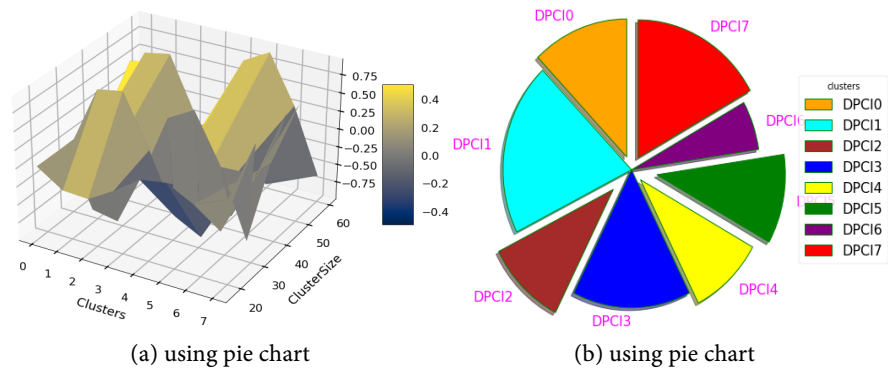 0.75
0.50
0.25
0.00
−0.25
−0.50
−0.75
0.4
0.2
0.0
−0.2
−0.4
0
1
2
3
4
5
6
7
Clusters
20
30
40
50
60
ClusterSize
(a) using pie chart
DPCI0
DPCI7
DPCI1
DPCI2
DPCI3
DPCI4
clusters
DPCI0
DPCI1
DPCI2
DPCI3
DPCI4
DPCI5
DPCI6
DPCI7
(b) using pie chart